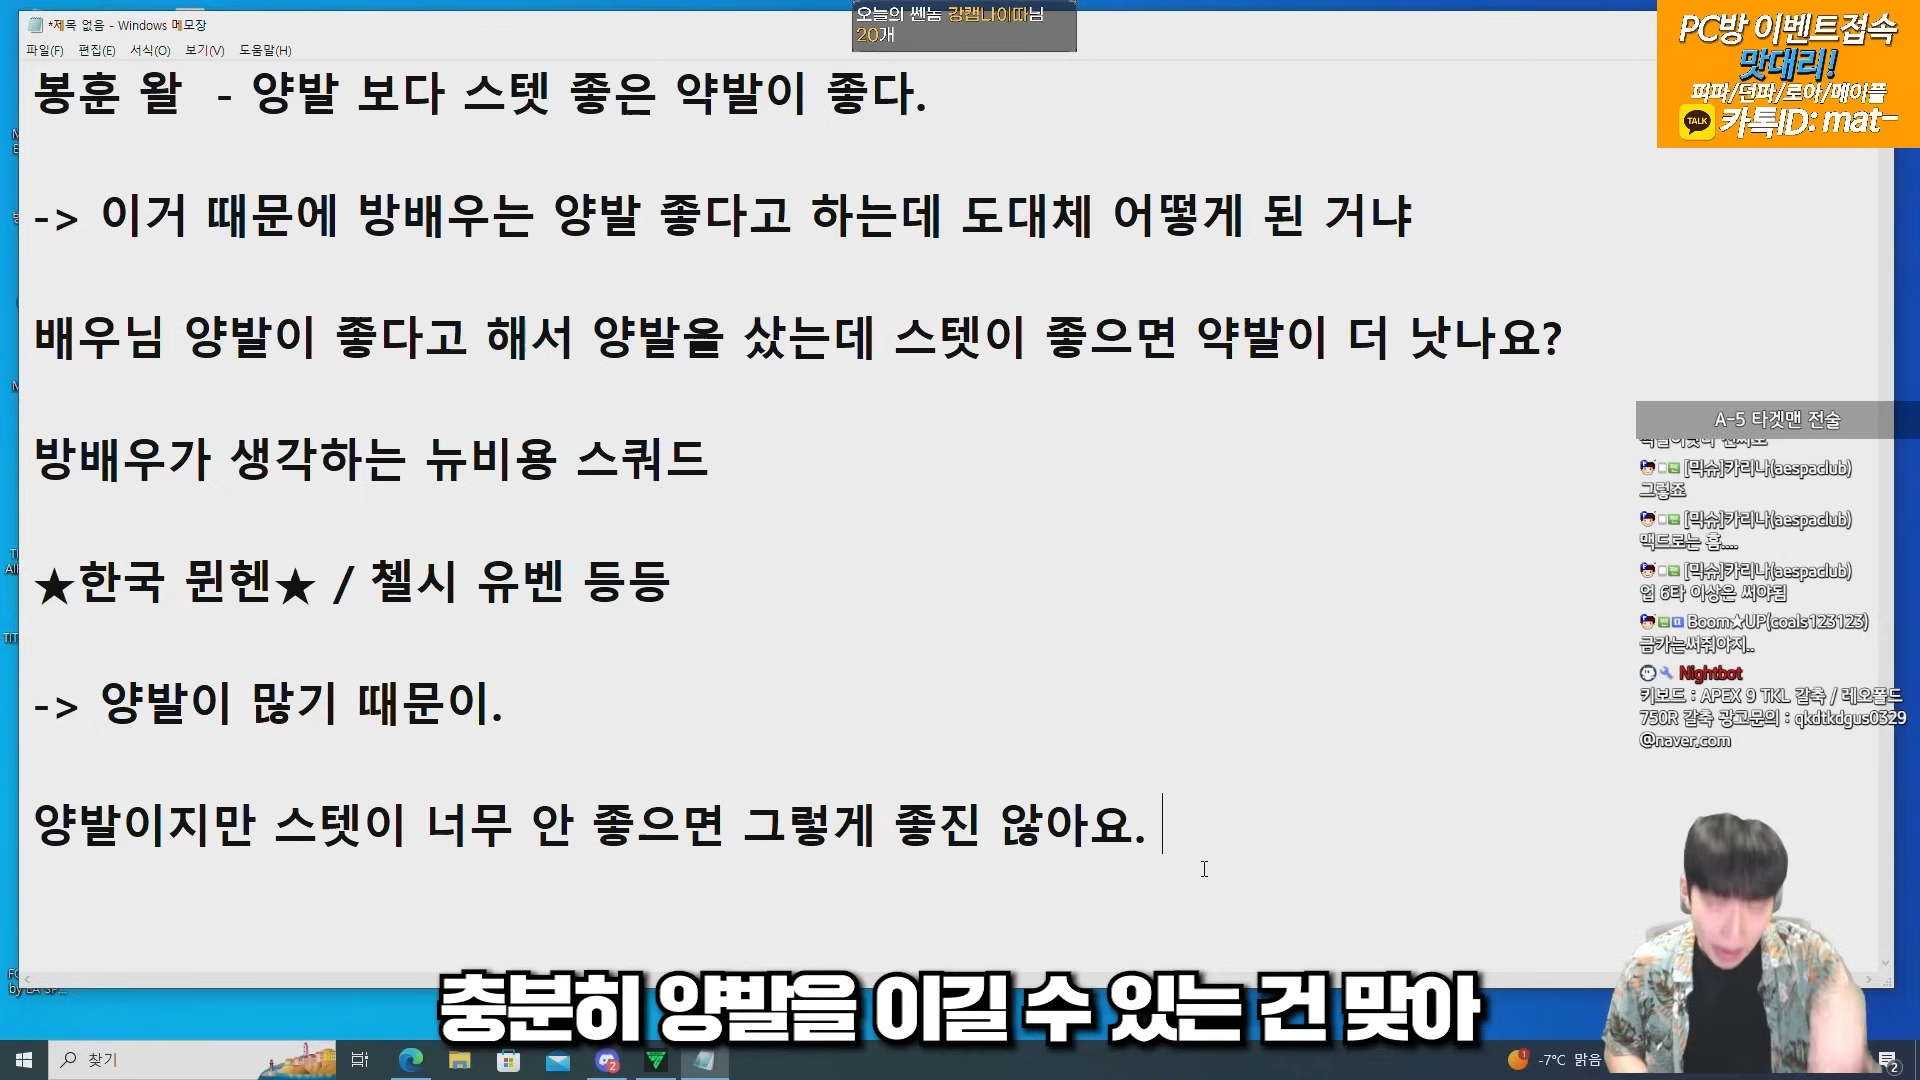 *제목 없음 - Windows 메모장
파일(F) 편집(E) 서식(O) 보기(V) 도움말(H)
오늘의 쎈놈 강캠나이따님
20개
PC방 이벤트접속
맛대리!
피파/던파/로아/메이플
TALK 카톡ID: mat-
봉훈 왈 - 양발 보다 스텟 좋은 약발이 좋다.
-> 이거 때문에 방배우는 양발 좋다고 하는데 도대체 어떻게 된 거냐
배우님 양발이 좋다고 해서 양발을 샀는데 스텟이 좋으면 약발이 더 낫나요?
방배우가 생각하는 뉴비용 스쿼드
★한국 뮌헨★ / 첼시 유벤 등등
-> 양발이 많기 때문이.
양발이지만 스텟이 너무 안 좋으면 그렇게 좋진 않아요.
A-5 타겟맨 전술
[믹슈]카리나(aespaclub)
그렇죠
[믹슈]카리나(aespaclub)
맥드로는 흠....
[믹슈]카리나(aespaclub)
업 6타 이상은 써야됨
Boom★UP(coals123123)
금카는써줘야지..
Nightbot
키보드 : APEX 9 TKL 갈축 / 레오폴드
750R 갈축 광고문의 : qkdtkdgus0329
@naver.com
충분히 양발을 이길 수 있는 건 맞아
찾기
-7°C 맑음
2